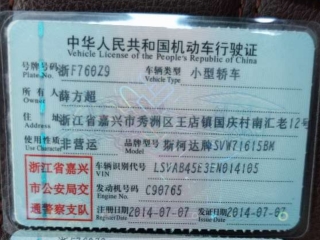 中华人民共和国机动车行驶证
Vehicle License of the People's Republic of China
号牌号码 浙F760Z9 车辆类型 小型轿车
Plate No. Vehicle Type
所有人 薛方超
Owner
住址 浙江省嘉兴市秀洲区王店镇国庆村南汇老12号
Address
使用性质 非营运 品牌型号 斯柯达牌SVW71615BM
Use Character Model
浙江省嘉兴
市公安局交
通警察支队
车辆识别代号 LSVAB4SE3EN014105
VIN
发动机号码 C90765
Engine No.
注册日期 2014-07-07 发证日期 2014-07-07
Register Date Issue Date